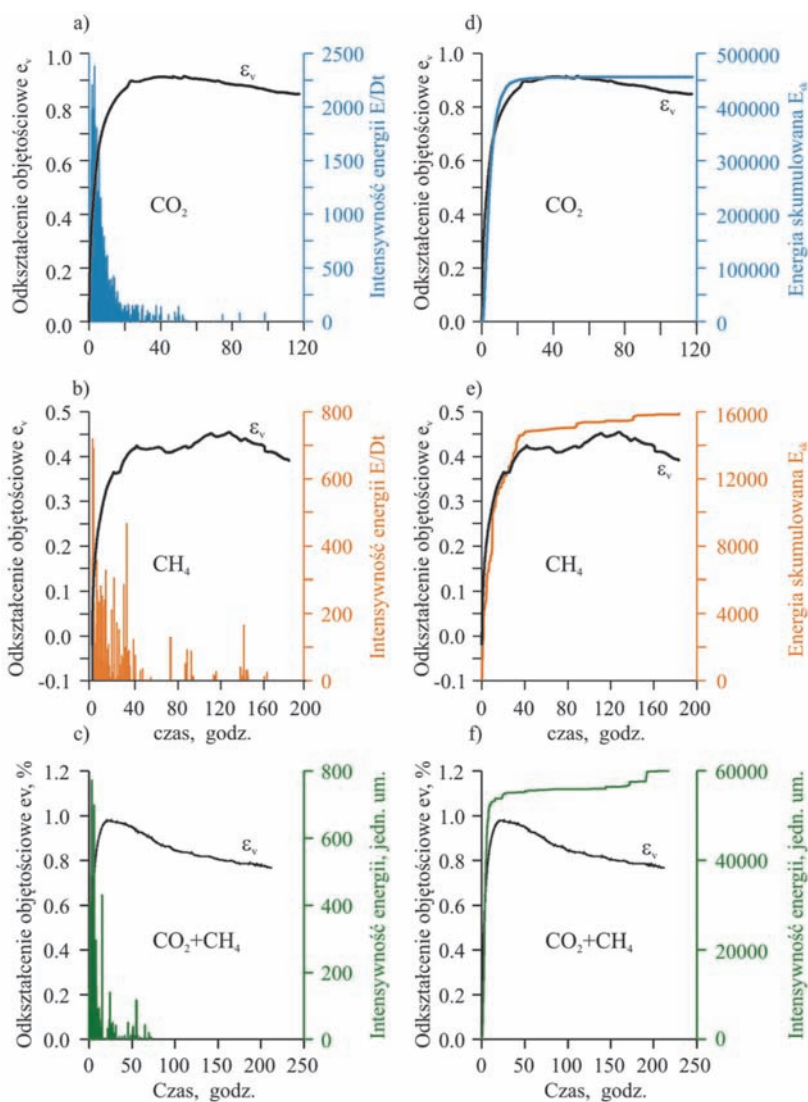 a)
Odkształcenie objętościowe eᵥ
1.0
0.8
0.6
0.4
0.2
0.0
0 40 80 120
εᵥ
CO₂
2500
2000
1500
1000
500
0
Intensywność energii E/Dt
d)
Odkształcenie objętościowe eᵥ
1.0
0.8
0.6
0.4
0.2
0.0
0 40 80 120
εᵥ
CO₂
500000
400000
300000
200000
100000
0
Energia skumulowana
b)
Odkształcenie objętościowe eᵥ
0.5
0.4
0.3
0.2
0.1
0.0
-0.1
0 40 80 120 160 200
czas, godz.
εᵥ
CH₄
800
600
400
200
0
Intensywność energii E/Dt
e)
Odkształcenie objętościowe eᵥ
0.5
0.4
0.3
0.2
0.1
0.0
-0.1
0 40 80 120 160 200
czas, godz.
εᵥ
CH₄
16000
12000
8000
4000
0
Energia skumulowana
c)
Odkształcenie objętościowe ev, %
1.2
1.0
0.8
0.6
0.4
0.2
0.0
0 50 100 150 200 250
Czas, godz.
εᵥ
CO₂+CH₄
800
600
400
200
0
Intensywność energii, jedn. um.
f)
Odkształcenie objętościowe ev, %
1.2
1.0
0.8
0.6
0.4
0.2
0.0
0 50 100 150 200 250
Czas, godz.
εᵥ
CO₂+CH₄
60000
40000
20000
0
Intensywność energii, jedn. um.